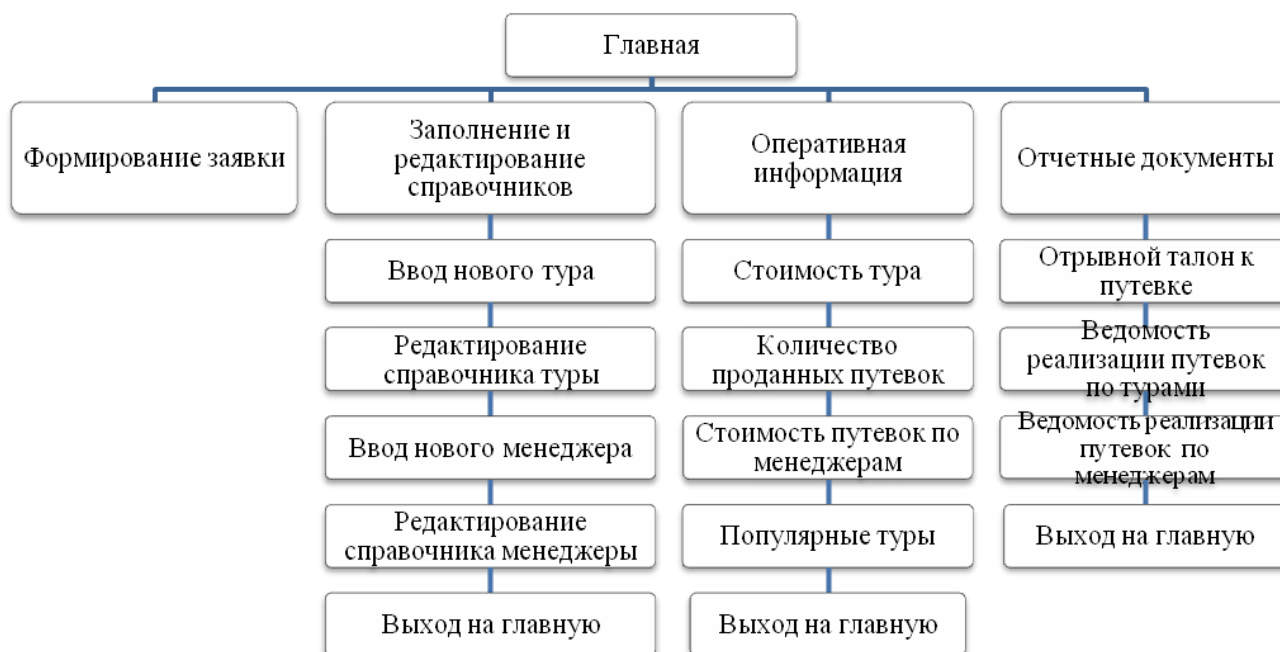 Главная
Формирование заявки
Заполнение и
редактирование
справочников
Оперативная
информация
Отчетные документы
Ввод нового тура
Стоимость тура
Отрывной талон к
путевке
Редактирование
справочника туры
Количество
проданных путевок
Ведомость
реализации путевок
по турами
Ввод нового менеджера
Стоимость путевок по
менеджерам
Ведомость реализации
путевок по
менеджерам
Редактирование
справочника менеджеры
Популярные туры
Выход на главную
Выход на главную
Выход на главную